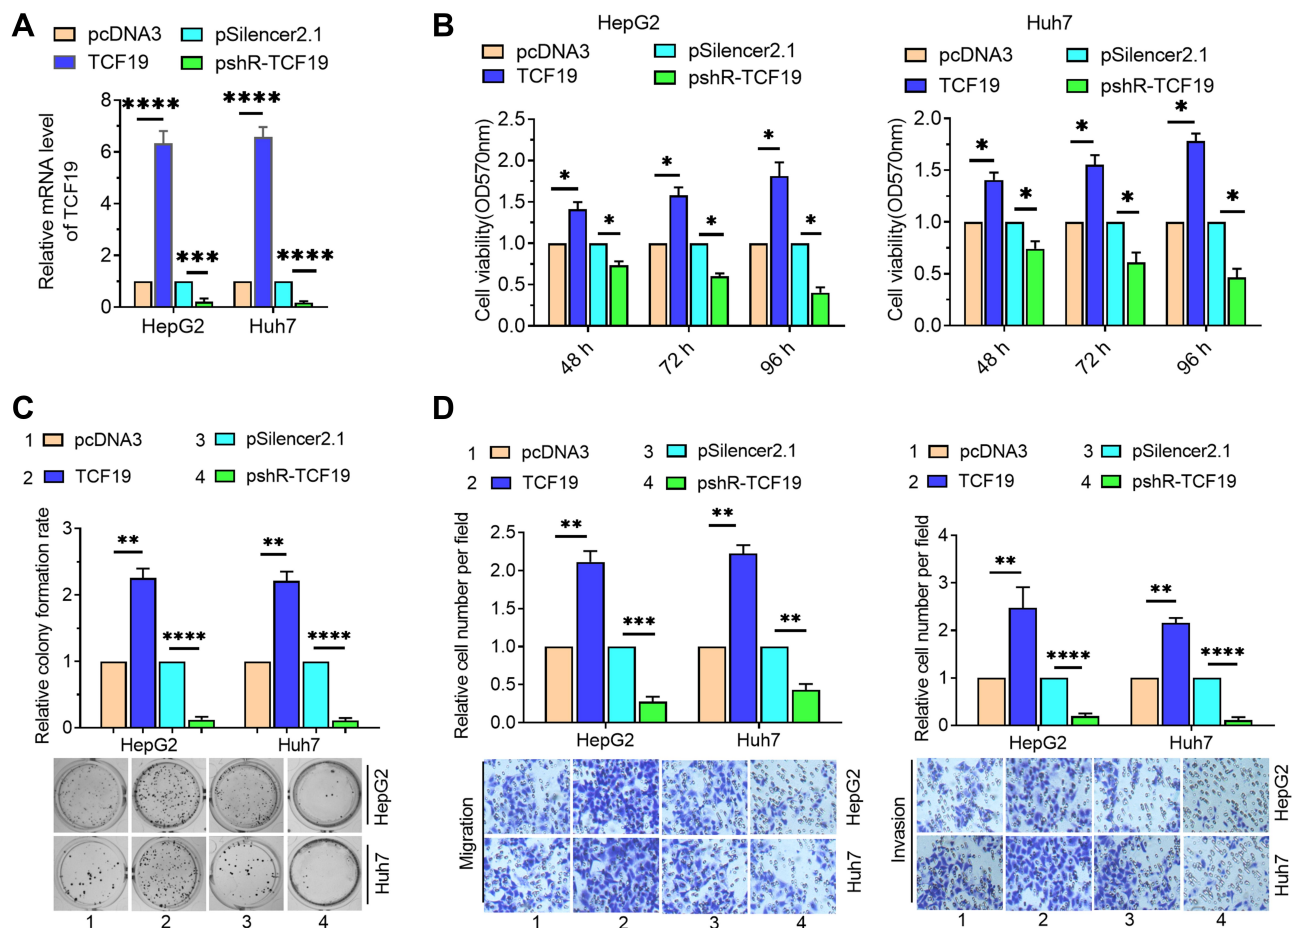 A
pcDNA3
pSilencer2.1
TCF19
pshR-TCF19
Relative mRNA level
of TCF19
8
6
4
2
0
****
****
***
****
HepG2
Huh7
B
HepG2
pcDNA3
pSilencer2.1
TCF19
pshR-TCF19
Cell viability(OD570nm)
2.5
2.0
1.5
1.0
0.5
0.0
*
*
*
*
*
*
48 h
72 h
96 h
Huh7
pcDNA3
pSilencer2.1
TCF19
pshR-TCF19
Cell viability(OD570nm)
2.0
1.5
1.0
0.5
0.0
*
*
*
*
*
*
48 h
72 h
96 h
C
1 pcDNA3
3 pSilencer2.1
2 TCF19
4 pshR-TCF19
Relative colony formation rate
3
2
1
0
**
****
**
****
HepG2
Huh7
HepG2
Huh7
1
2
3
4
D
1 pcDNA3
3 pSilencer2.1
2 TCF19
4 pshR-TCF19
Relative cell number per field
2.5
2.0
1.5
1.0
0.5
0.0
**
***
**
**
HepG2
Huh7
Migration
HepG2
Huh7
1
2
3
4
1 pcDNA3
3 pSilencer2.1
2 TCF19
4 pshR-TCF19
Relative cell number per field
4
3
2
1
0
**
****
**
****
HepG2
Huh7
Invasion
HepG2
Huh7
1
2
3
4